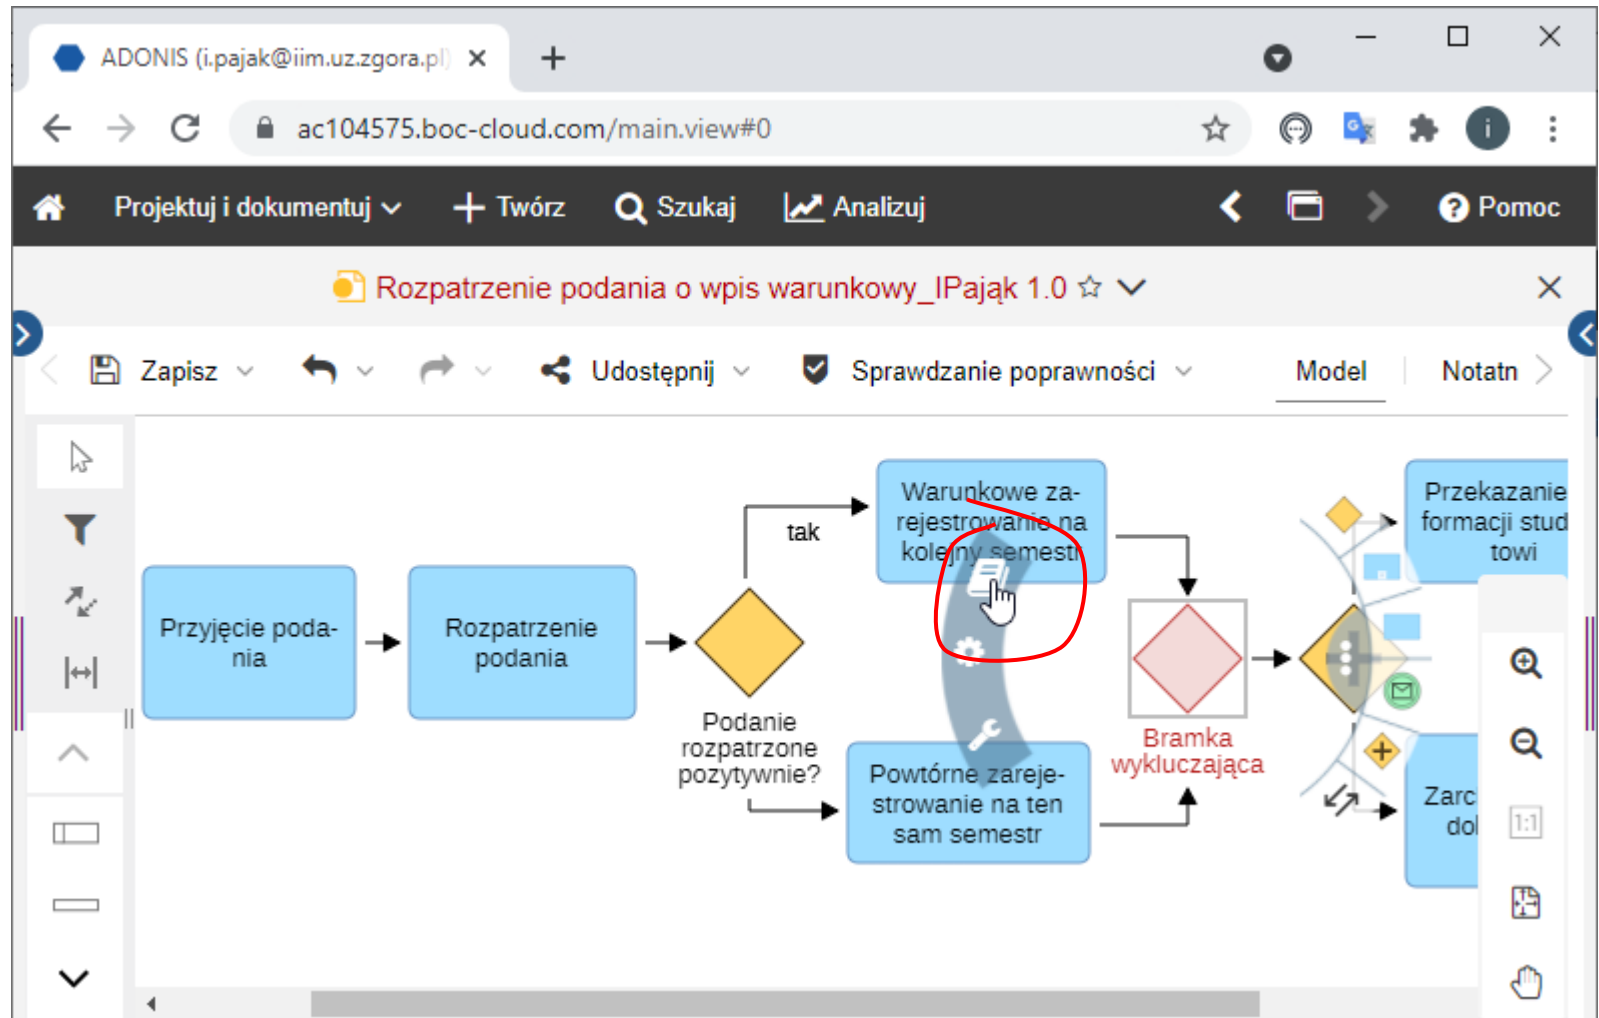 ADONIS (i.pajak@iim.uz.zgora.pl)
ac104575.boc-cloud.com/main.view#0
i
Projektuj i dokumentuj
Twórz
Szukaj
Analizuj
Pomoc
Rozpatrzenie podania o wpis warunkowy_IPająk 1.0
Zapisz
Udostępnij
Sprawdzanie poprawności
Model
Notatn
Warunkowe za-
rejestrowanie na
kolejny semestr
Przekazanie
formacji stud
towi
tak
Przyjęcie poda-
nia
Rozpatrzenie
podania
Podanie
rozpatrzone
pozytywnie?
Bramka
wykluczająca
Powtórne zareje-
strowanie na ten
sam semestr
Zarc
dol
1:1